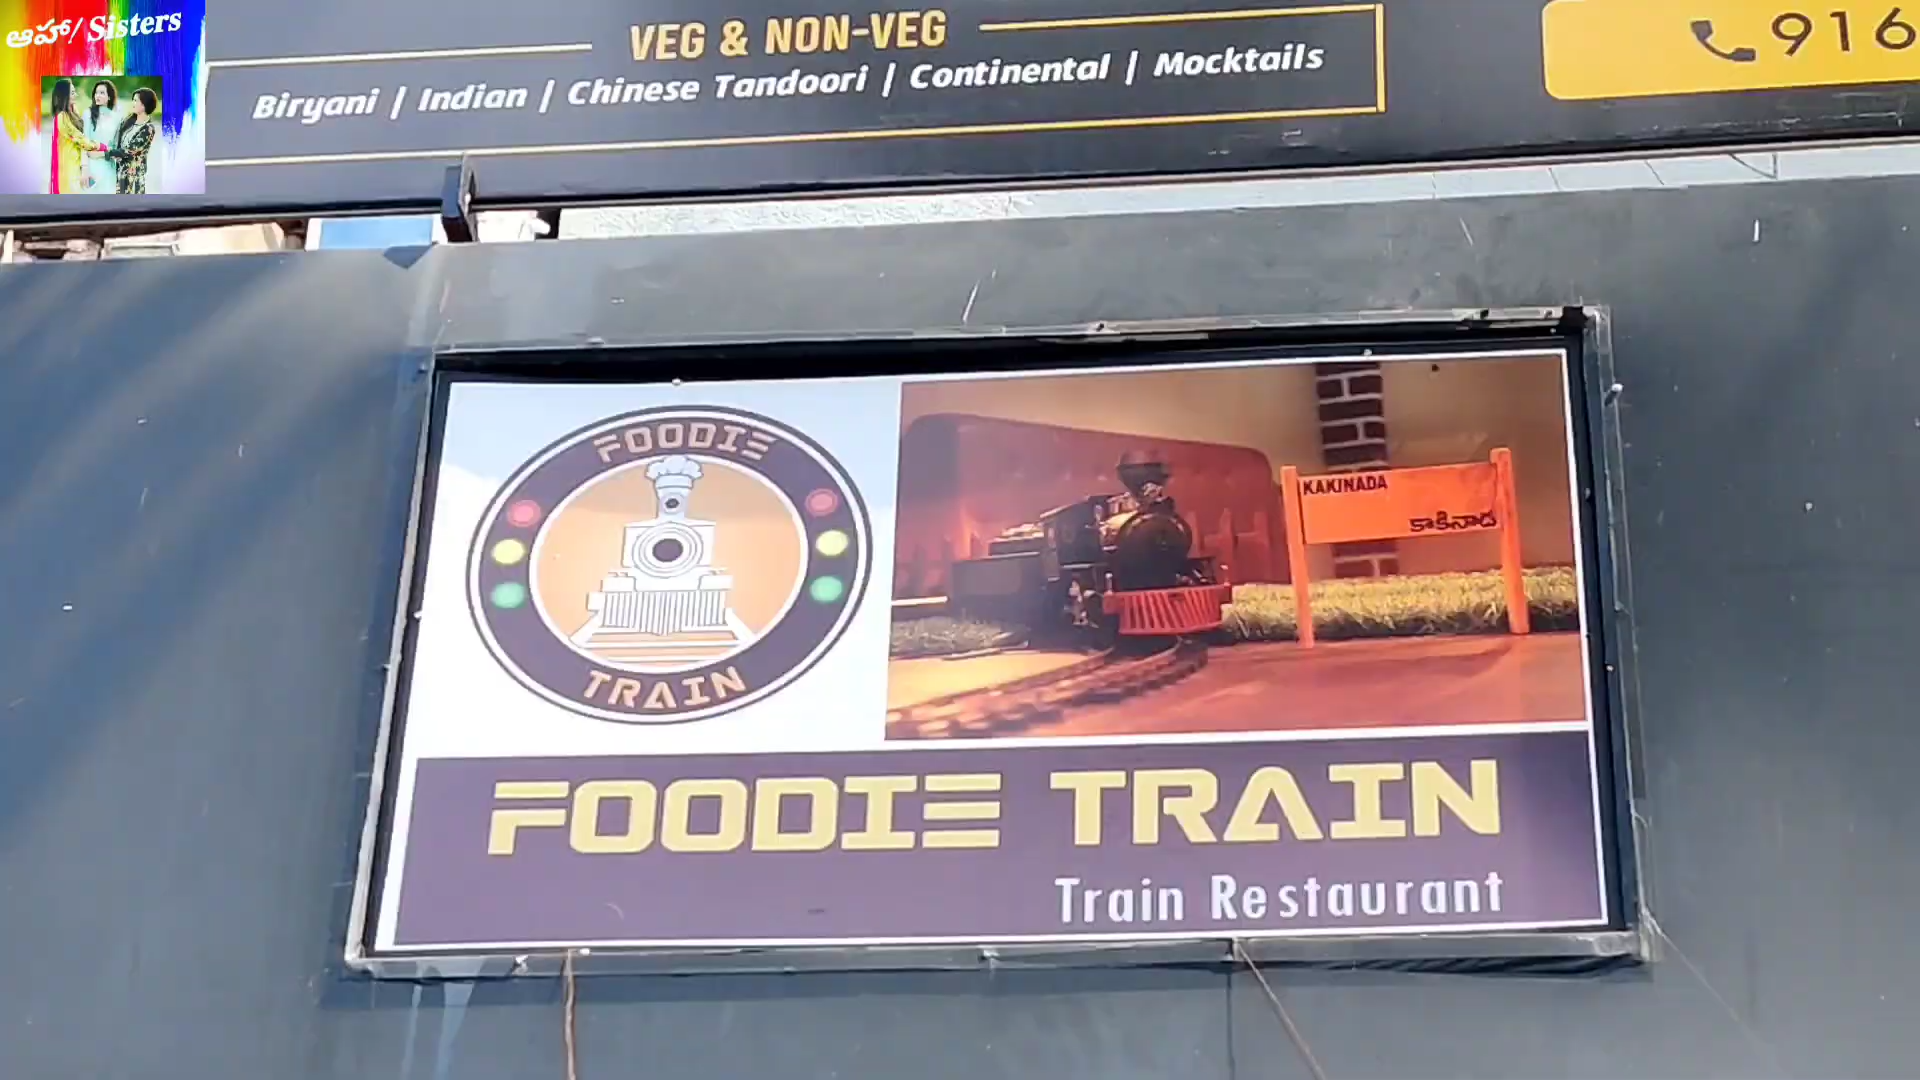 ఆహా/ Sisters
VEG & NON-VEG
Biryani | Indian | Chinese Tandoori | Continental | Mocktails
916
FOODIE
TRAIN
KAKINADA
కాకినాడ
FOODIE TRAIN
Train Restaurant